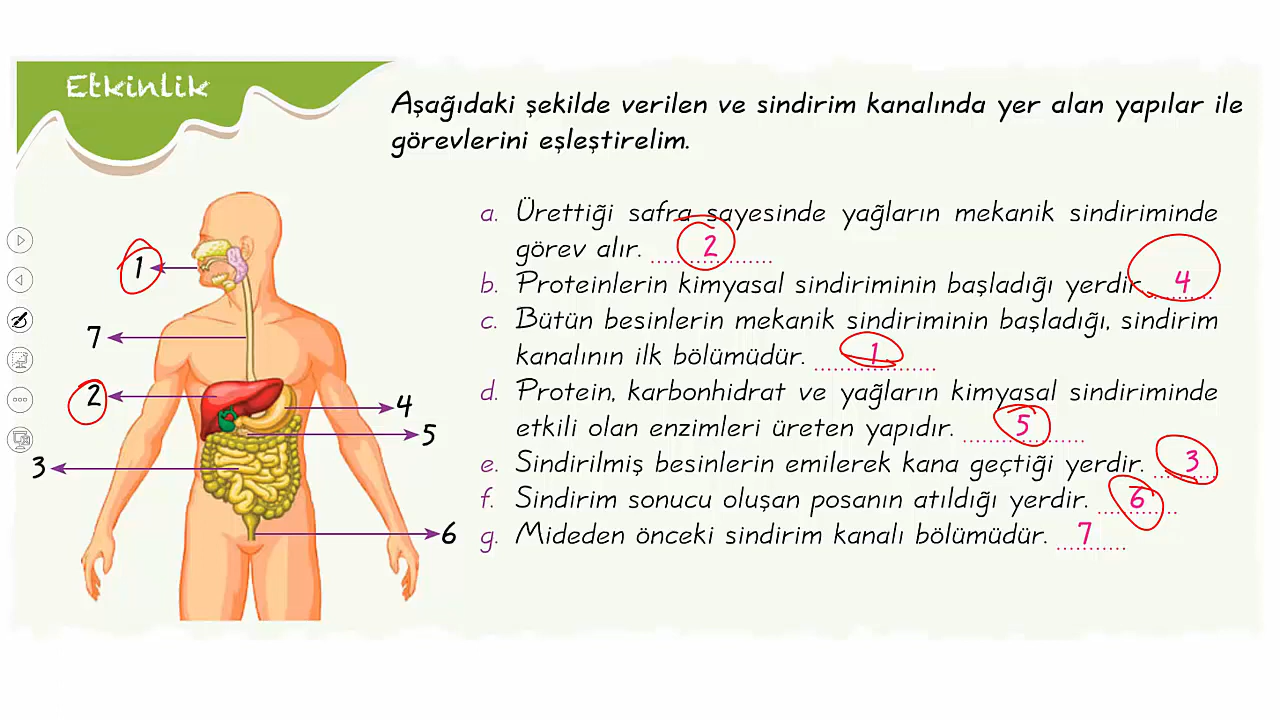 Etkinlik
Aşağıdaki şekilde verilen ve sindirim kanalında yer alan yapılar ile
görevlerini eşleştirelim.
a. Ürettiği safra sayesinde yağların mekanik sindiriminde
görev alır. 2
b. Proteinlerin kimyasal sindiriminin başladığı yerdir. 4
c. Bütün besinlerin mekanik sindiriminin başladığı, sindirim
kanalının ilk bölümüdür. 1
d. Protein, karbonhidrat ve yağların kimyasal sindiriminde
etkili olan enzimleri üreten yapıdır. 5
e. Sindirilmiş besinlerin emilerek kana geçtiği yerdir. 3
f. Sindirim sonucu oluşan posanın atıldığı yerdir. 6
g. Mideden önceki sindirim kanalı bölümüdür. 7
1
7
2
4
5
3
6